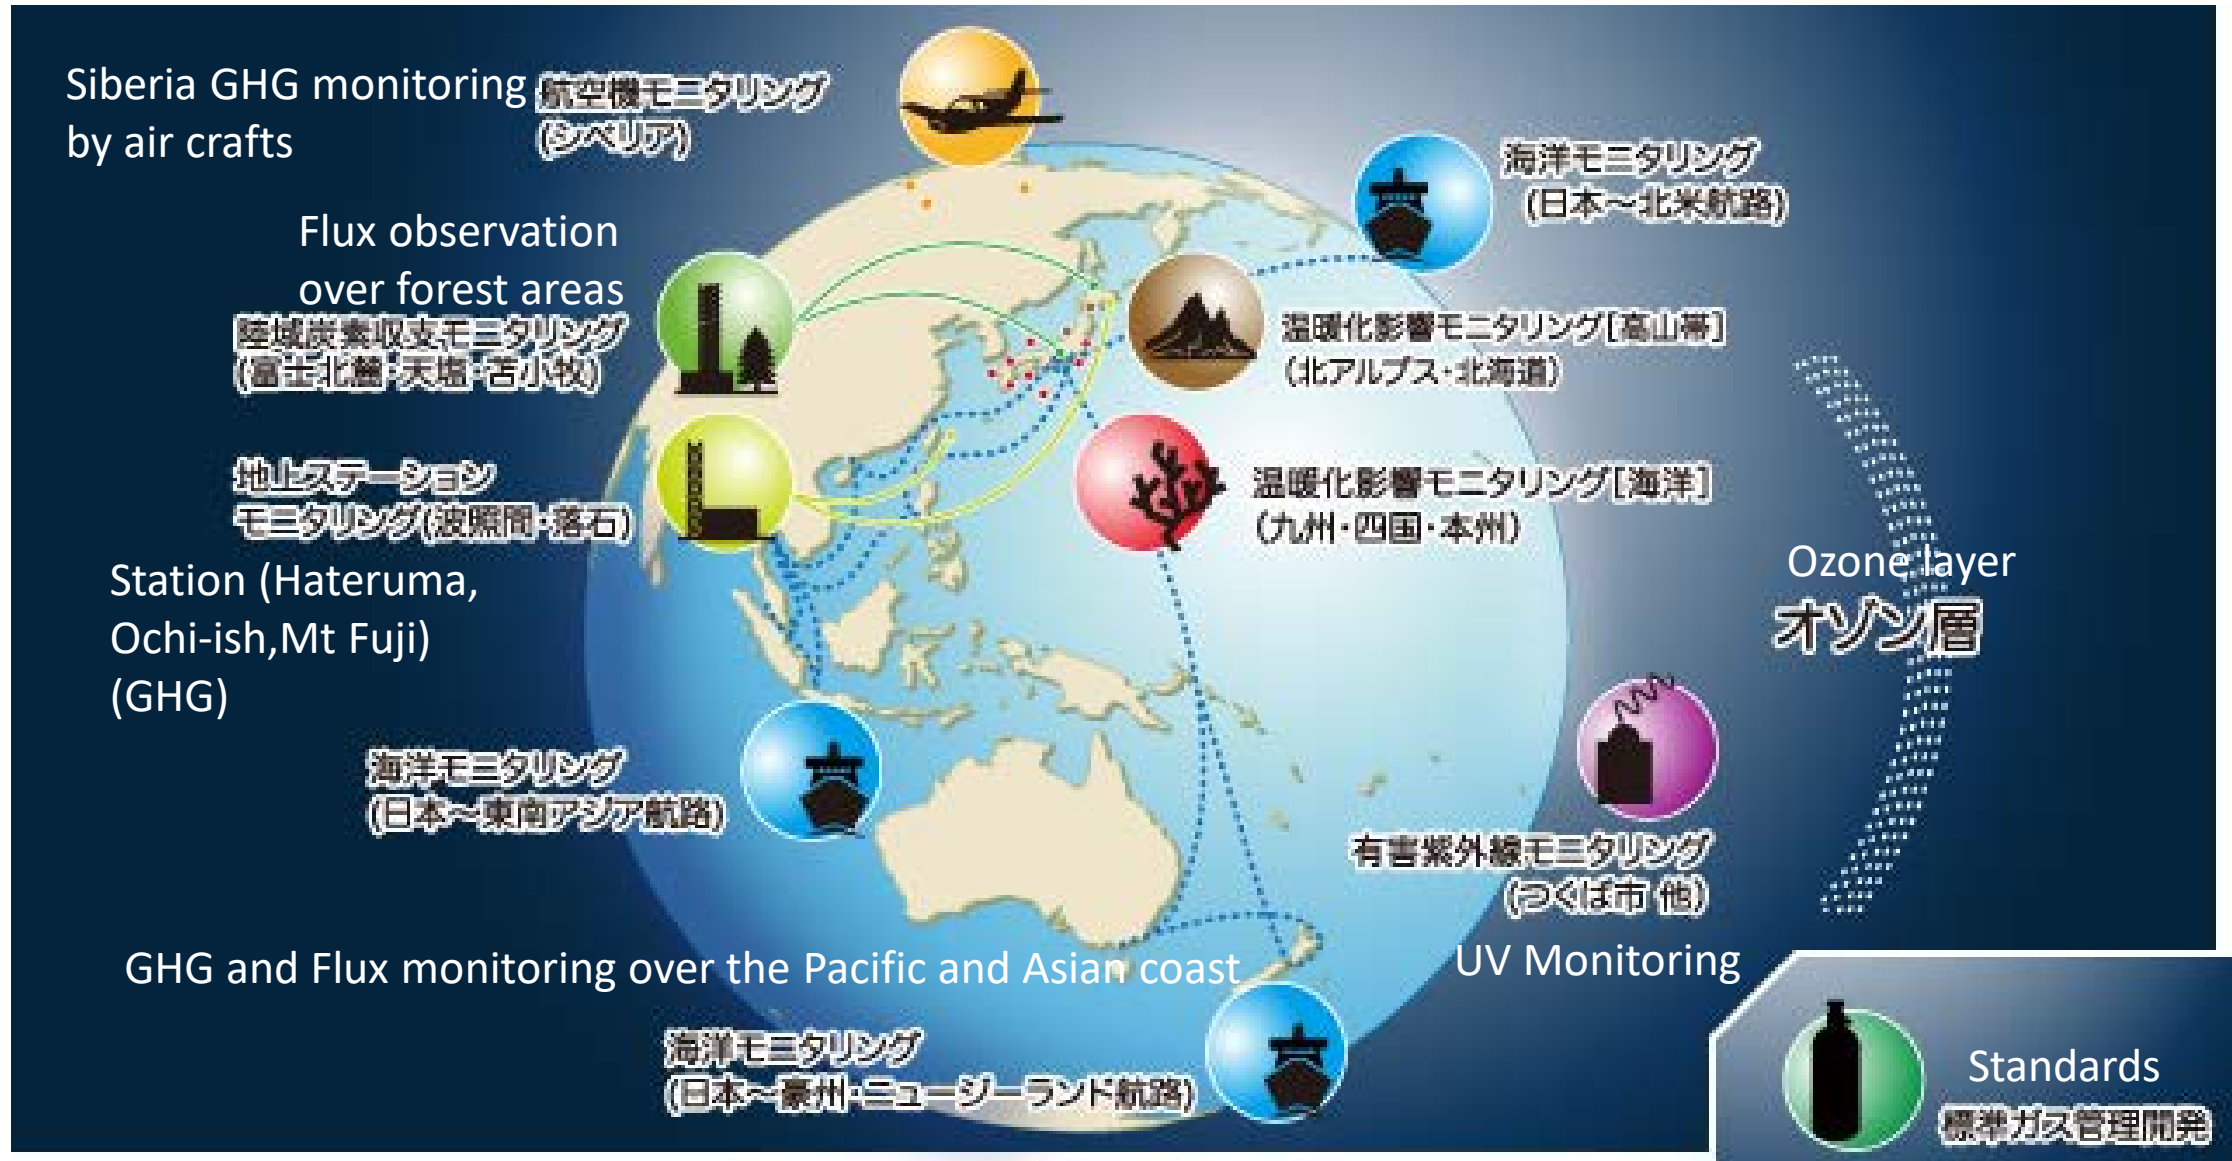 Siberia GHG monitoring
by air crafts
航空機モニタリング
(シベリア)
海洋モニタリング
(日本～北米航路)
Flux observation
over forest areas
陸域炭素収支モニタリング
(富士北麓・天塩・苫小牧)
温暖化影響モニタリング[高山帯]
(北アルプス・北海道)
地上ステーション
モニタリング(波照間・落石)
温暖化影響モニタリング[海洋]
(九州・四国・本州)
Station (Hateruma,
Ochi-ish,Mt Fuji)
(GHG)
Ozone layer
オゾン層
海洋モニタリング
(日本～東南アジア航路)
有害紫外線モニタリング
(つくば市 他)
UV Monitoring
GHG and Flux monitoring over the Pacific and Asian coast
海洋モニタリング
(日本～豪州・ニュージーランド航路)
Standards
標準ガス管理開発